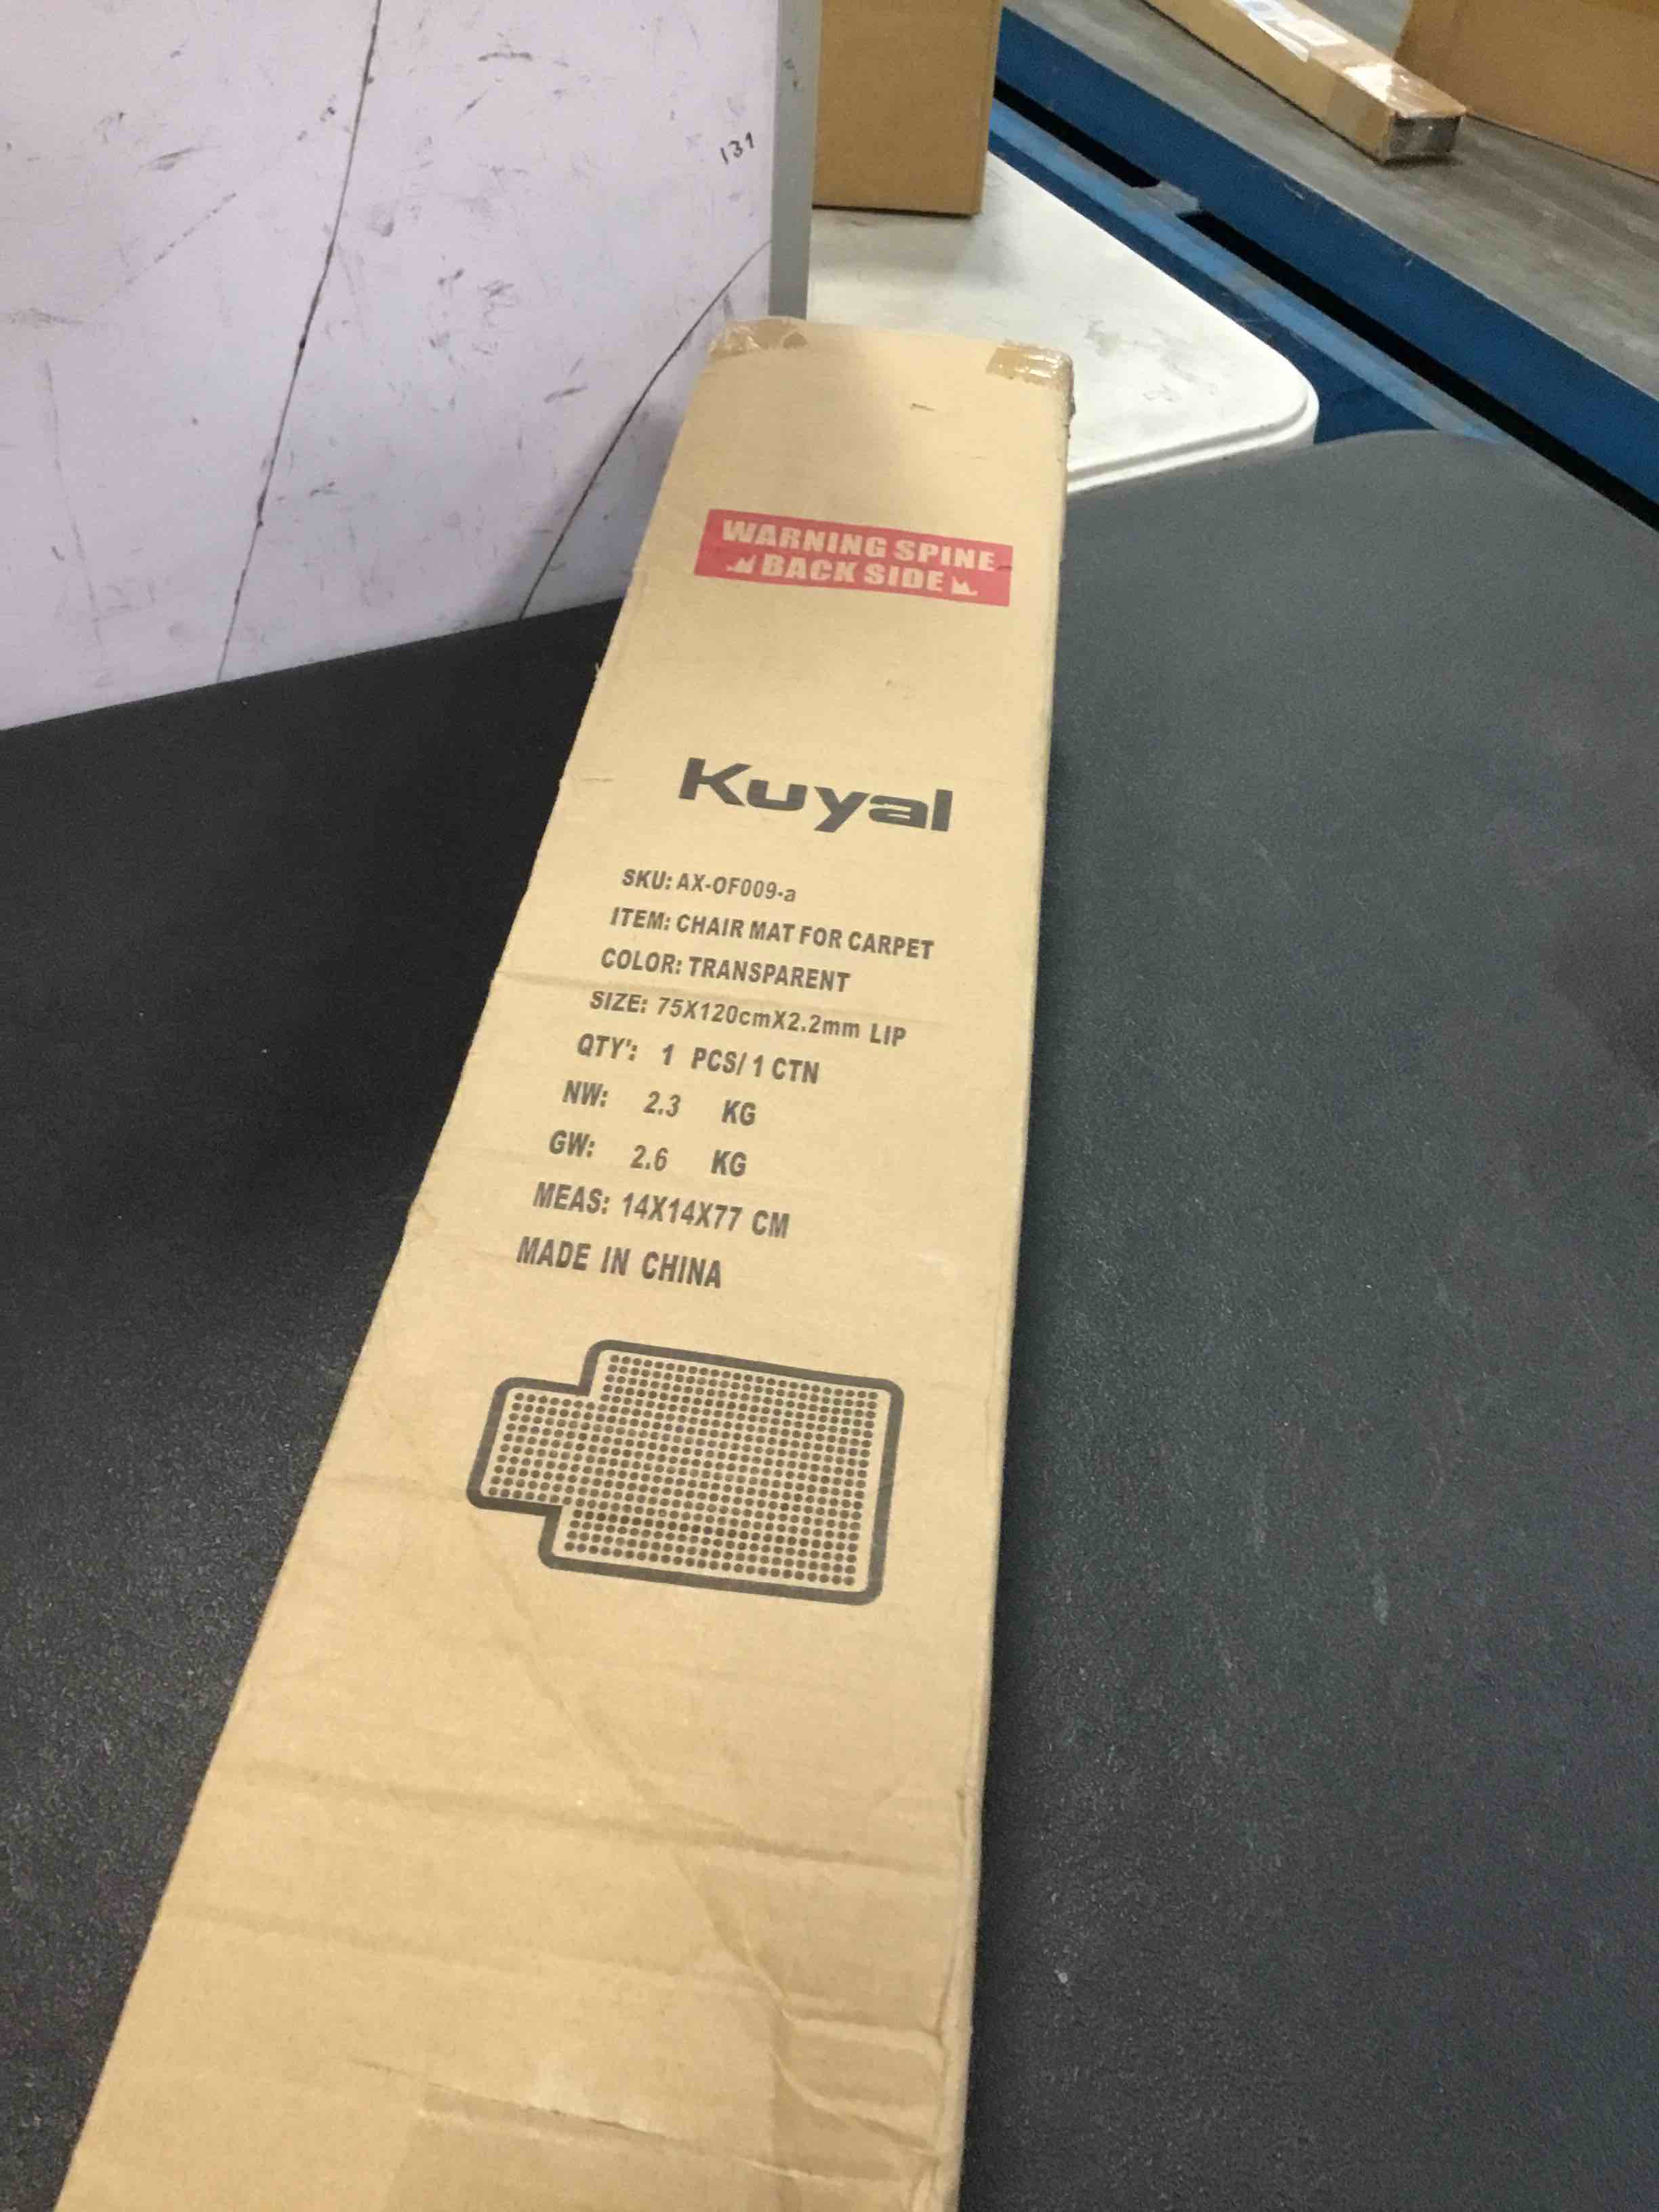 131
WARNING SPINE
BACK SIDE
Kuyal
SKU: AX-OF009-a
ITEM: CHAIR MAT FOR CARPET
COLOR: TRANSPARENT
SIZE: 75X120cmX2.2mm LIP
QTY': 1 PCS/ 1 CTN
NW: 2.3 KG
GW: 2.6 KG
MEAS: 14X14X77 CM
MADE IN CHINA